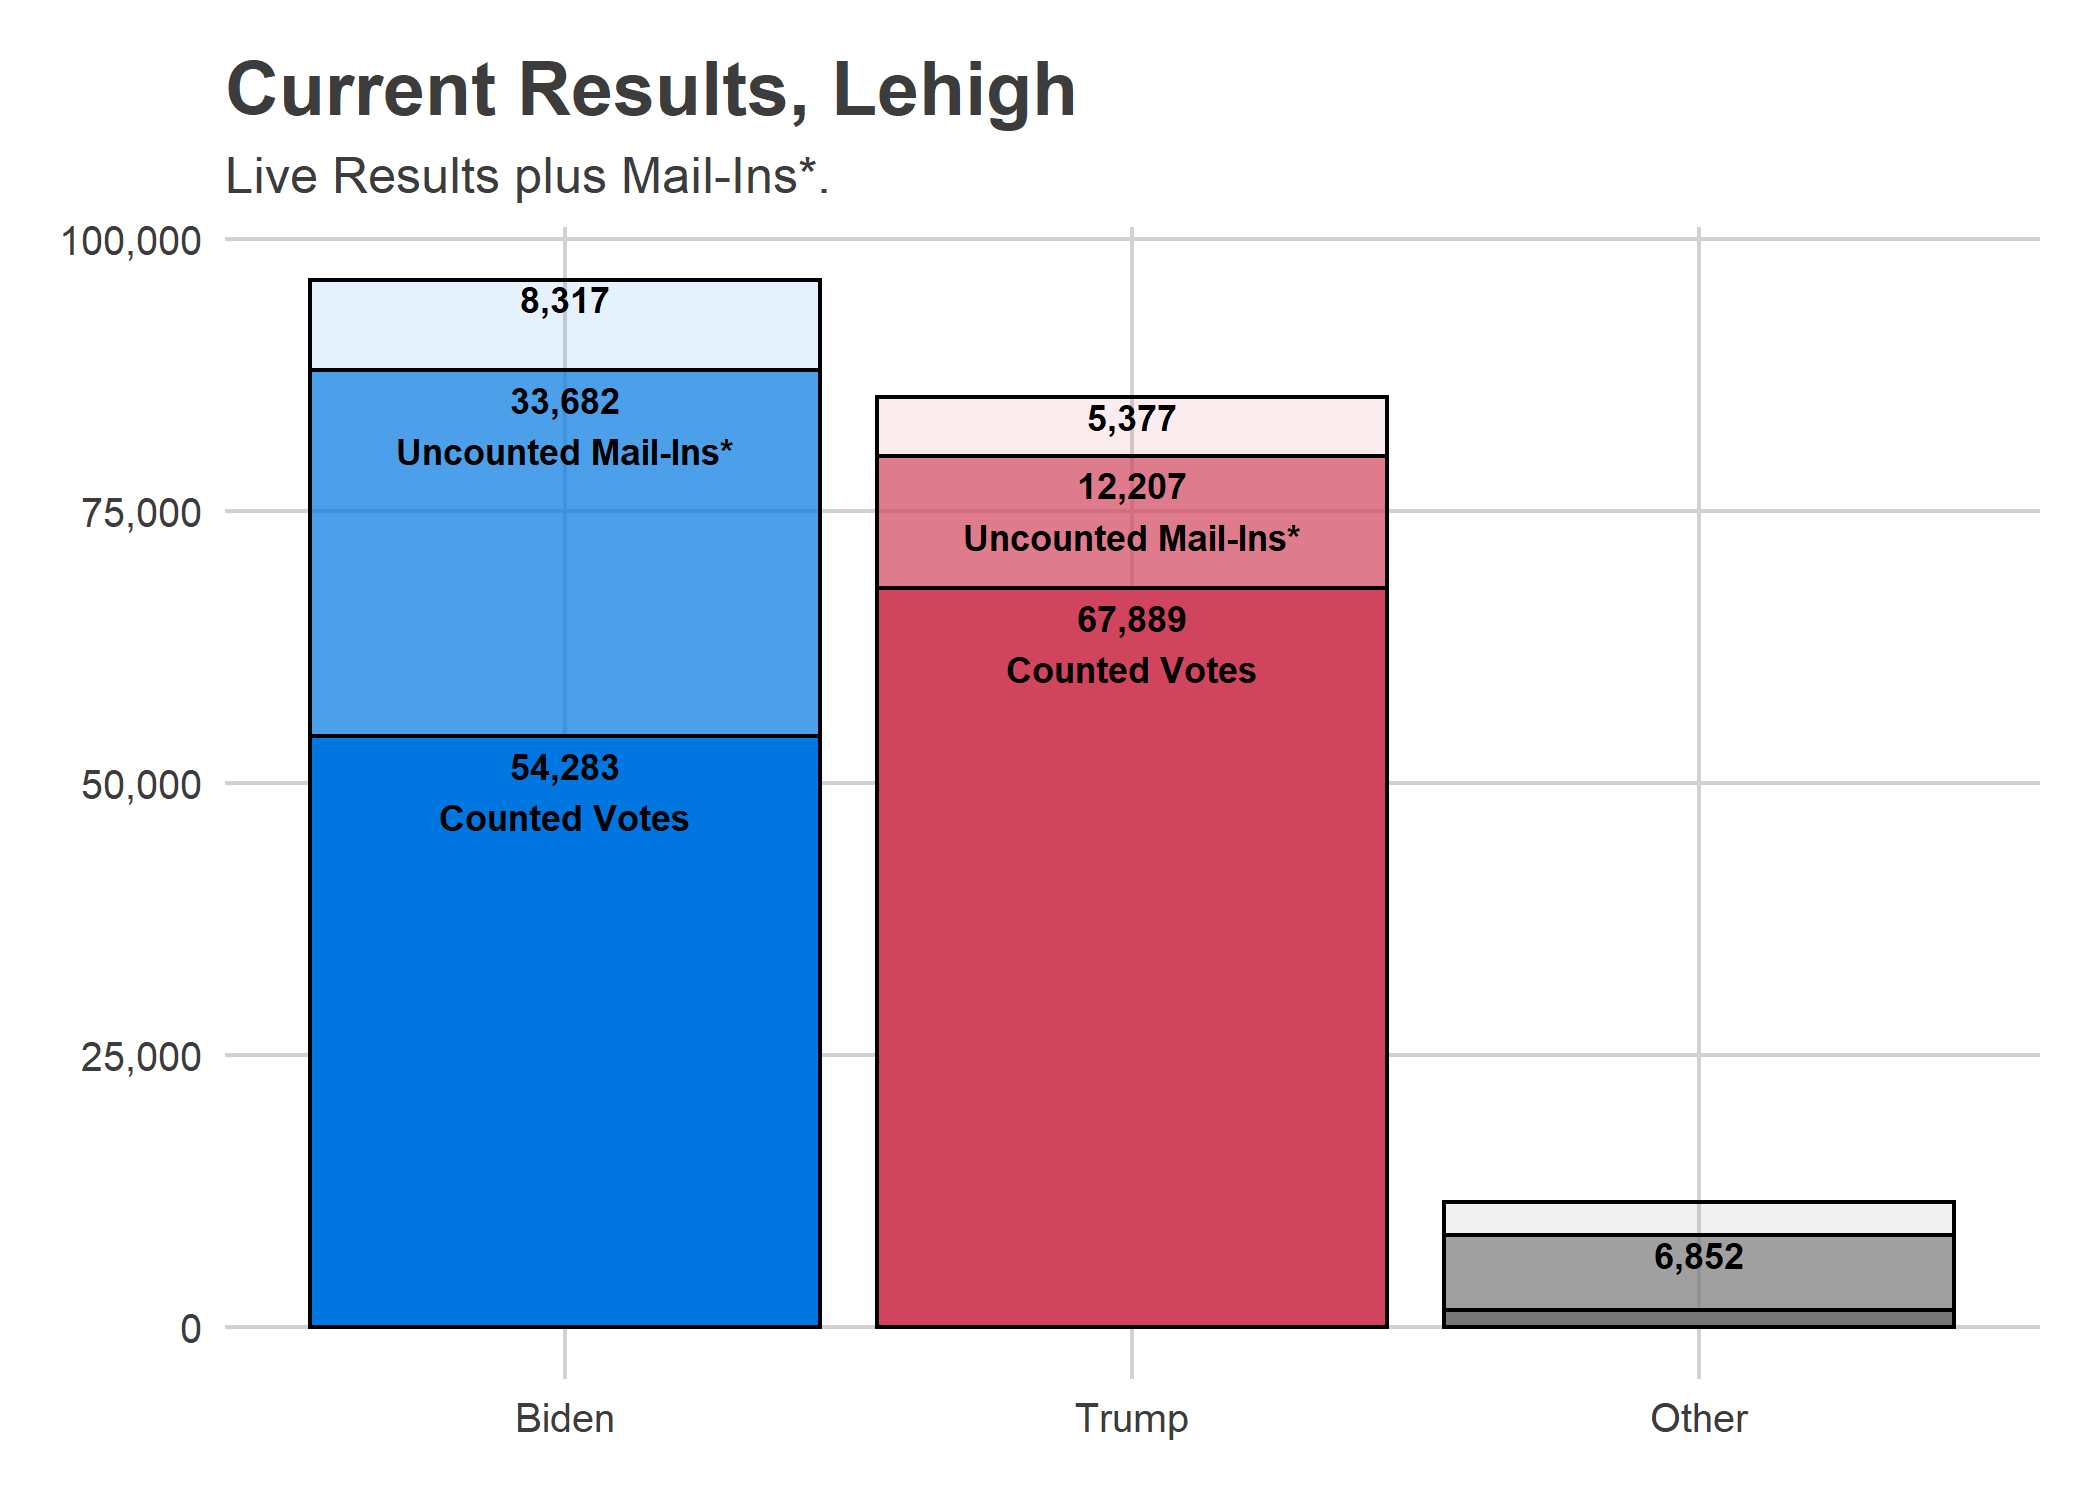 Current Results, Lehigh
Live Results plus Mail-Ins*.
100,000
75,000
50,000
25,000
0
8,317
33,682
Uncounted Mail-Ins*
54,283
Counted Votes
5,377
12,207
Uncounted Mail-Ins*
67,889
Counted Votes
6,852
Biden
Trump
Other